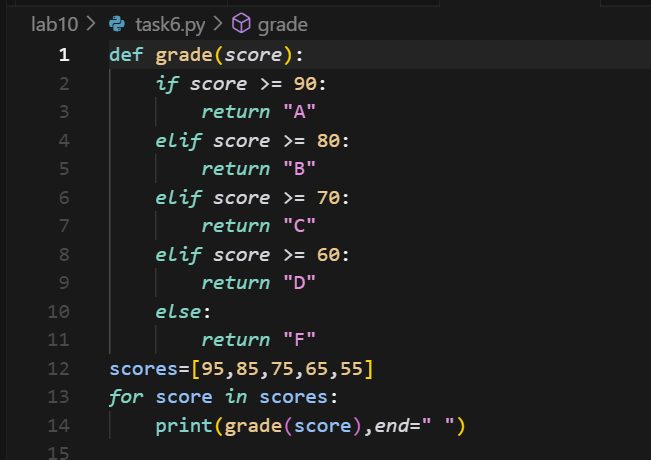 lab10 > task6.py > grade
1 def grade(score):
2     if score >= 90:
3         return "A"
4     elif score >= 80:
5         return "B"
6     elif score >= 70:
7         return "C"
8     elif score >= 60:
9         return "D"
10     else:
11         return "F"
12 scores=[95,85,75,65,55]
13 for score in scores:
14     print(grade(score),end=" ")
15